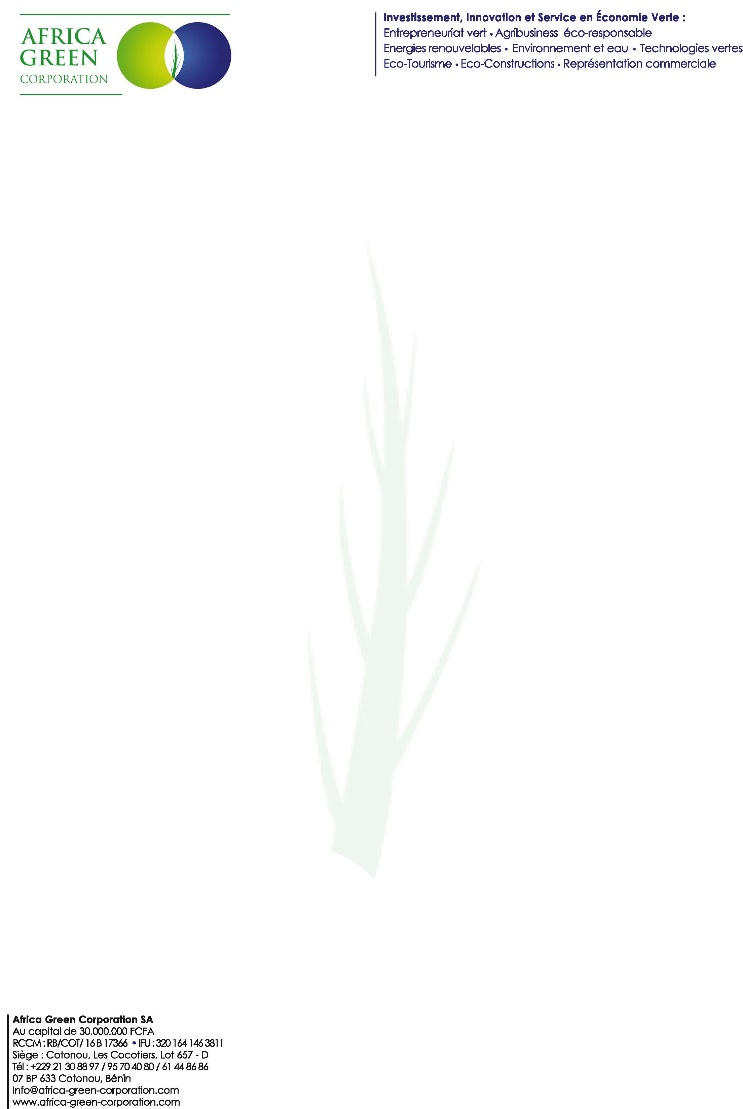 AFRICA
GREEN
CORPORATION
Investissement, Innovation et Service en Économie Verte :
Entrepreneuriat vert • Agribusiness éco-responsable
Energies renouvelables • Environnement et eau • Technologies vertes
Eco-Tourisme • Eco-Constructions • Représentation commerciale
Africa Green Corporation SA
Au capital de 30.000.000 FCFA
RCCM : RB/COT/ 16 B 17366 • IFU : 320 164 146 3811
Siège : Cotonou, Les Cocotiers, Lot 657 - D
Tél : +229 21 30 88 97 / 95 70 40 80 / 61 44 86 86
07 BP 633 Cotonou, Bénin
info@africa-green-corporation.com
www.africa-green-corporation.com